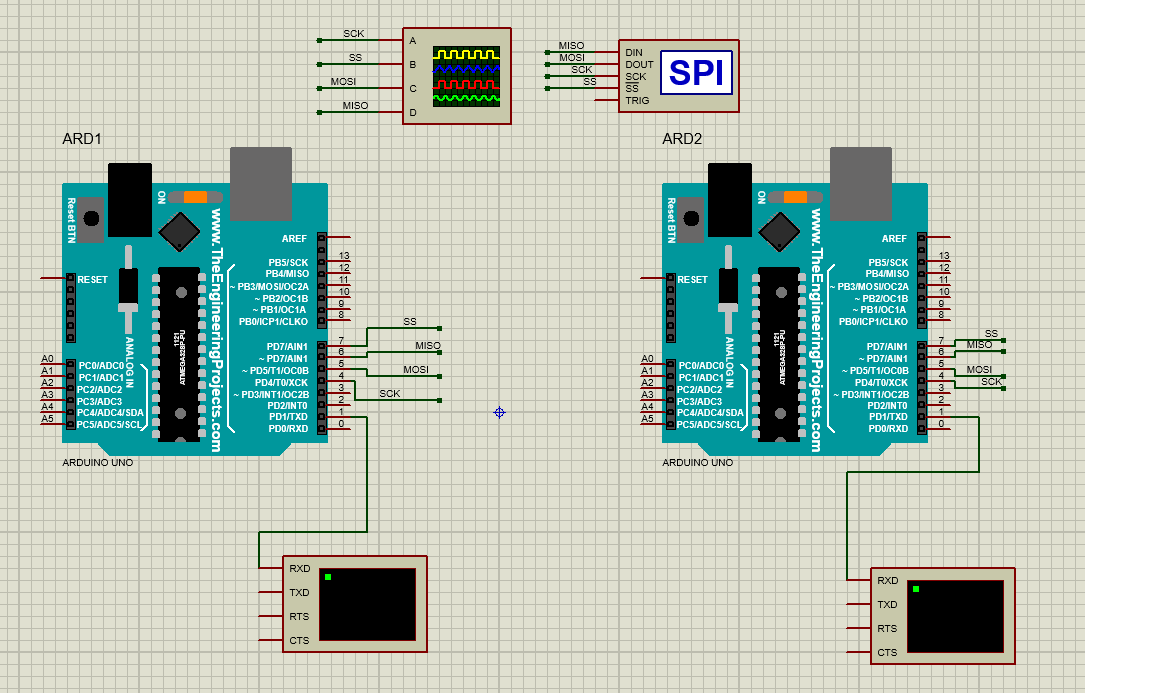 SCK
SS
MOSI
MISO
A
B
C
D
MISO
MOSI
SCK
SS
DIN
DOUT
SCK
SS
TRIG
SPI
ARD1
Reset BTN
ON
www.TheEngineeringProjects.com
RESET
ANALOG IN
1121
ATMEGA328P-PU
AREF
PB5/SCK
PB4/MISO
~ PB3/MOSI/OC2A
~ PB2/OC1B
~ PB1/OC1A
PB0/ICP1/CLKO
PD7/AIN1
~ PD7/AIN1
~ PD5/T1/OC0B
PD4/T0/XCK
~ PD3/INT1/OC2B
PD2/INT0
PD1/TXD
PD0/RXD
13
12
11
10
9
8
7
6
5
4
3
2
1
0
A0
A1
A2
A3
A4
A5
PC0/ADC0
PC1/ADC1
PC2/ADC2
PC3/ADC3
PC4/ADC4/SDA
PC5/ADC5/SCL
SS
MISO
MOSI
SCK
ARDUINO UNO
RXD
TXD
RTS
CTS
ARD2
Reset BTN
ON
www.TheEngineeringProjects.com
RESET
ANALOG IN
1121
ATMEGA328P-PU
AREF
PB5/SCK
PB4/MISO
~ PB3/MOSI/OC2A
~ PB2/OC1B
~ PB1/OC1A
PB0/ICP1/CLKO
PD7/AIN1
~ PD7/AIN1
~ PD5/T1/OC0B
PD4/T0/XCK
~ PD3/INT1/OC2B
PD2/INT0
PD1/TXD
PD0/RXD
13
12
11
10
9
8
7
6
5
4
3
2
1
0
A0
A1
A2
A3
A4
A5
PC0/ADC0
PC1/ADC1
PC2/ADC2
PC3/ADC3
PC4/ADC4/SDA
PC5/ADC5/SCL
SS
MISO
MOSI
SCK
ARDUINO UNO
RXD
TXD
RTS
CTS